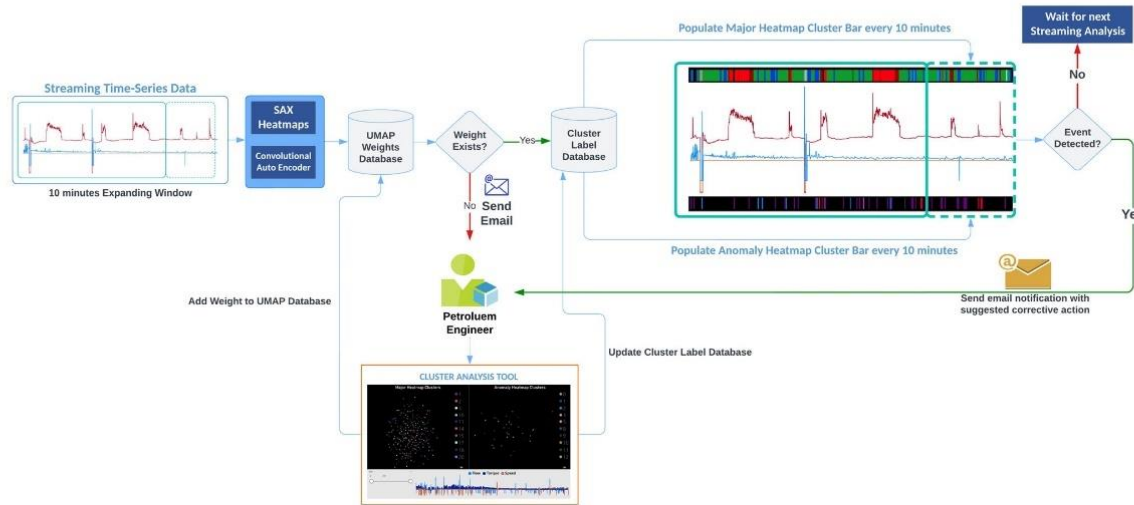 Populate Major Heatmap Cluster Bar every 10 minutes
Wait for next
Streaming Analysis
No
Streaming Time-Series Data
SAX
Heatmaps
Convolutional
Auto Encoder
10 minutes Expanding Window
UMAP
Weights
Database
Weight
Exists?
Yes
Cluster
Label
Database
Event
Detected?
Ye
No
Send
Email
Populate Anomaly Heatmap Cluster Bar every 10 minutes
@
Send email notification with
suggested corrective action
Add Weight to UMAP Database
Petroluem
Engineer
Update Cluster Label Database
CLUSTER ANALYSIS TOOL
Major Heatmap Clusters
Anomaly Heatmap Clusters
Flow Torque Speed